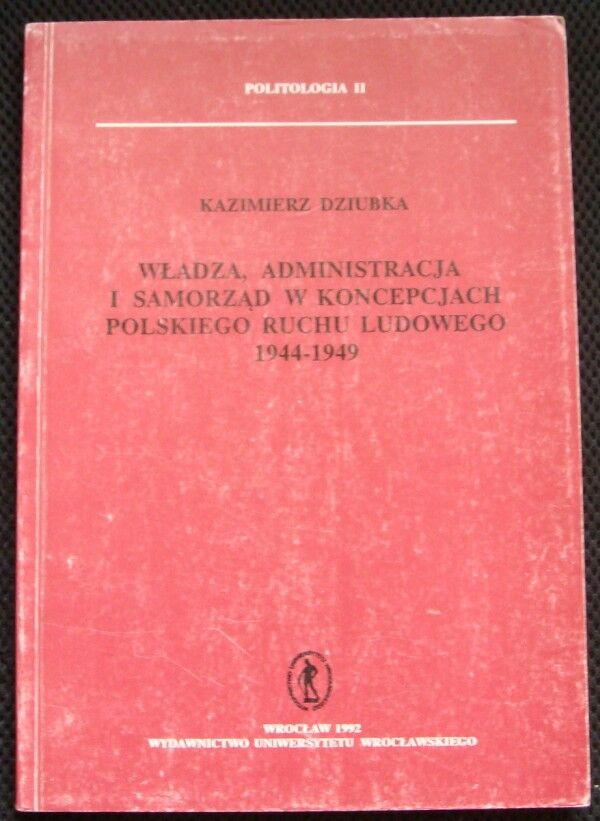 POLITOLOGIA II
KAZIMIERZ DZIUBKA
WŁADZA, ADMINISTRACJA
I SAMORZĄD W KONCEPCJACH
POLSKIEGO RUCHU LUDOWEGO
1944-1949
WROCŁAW 1992
WYDAWNICTWO UNIWERSYTETU WROCŁAWSKIEGO